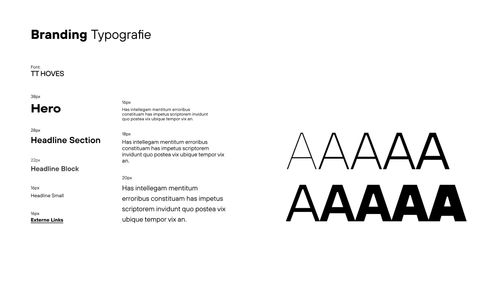 Branding Typografie
Font:
TT HOVES
38px
Hero
28px
Headline Section
22px
Headline Block
16px
Headline Small
16px
Externe Links
16px
Has intellegam mentitum erroribus
constituam has impetus scriptorem invidunt
quo postea vix ubique tempor vix an.
18px
Has intellegam mentitum erroribus
constituam has impetus scriptorem
invidunt quo postea vix ubique tempor vix
an.
20px
Has intellegam mentitum
erroribus constituam has impetus
scriptorem invidunt quo postea vix
ubique tempor vix an.
AAAAA
AAAAA